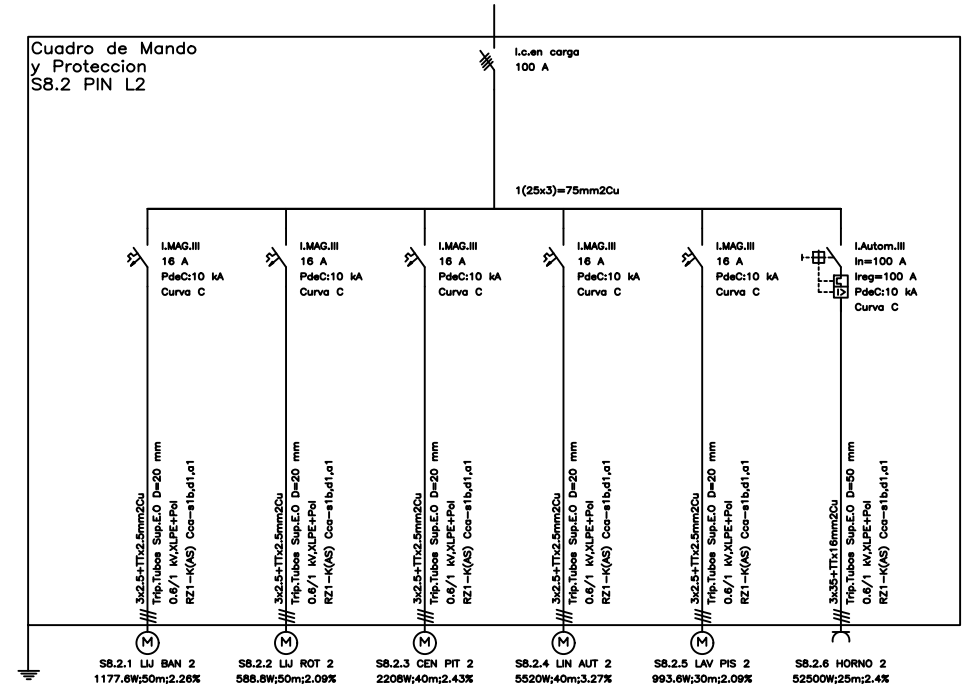 Cuadro de Mando
y Proteccion
S8.2 PIN L2
I.c.en carga
100 A
1(25x3)=75mm2Cu
I.MAG.III
16 A
PdeC:10 kA
Curva C
I.MAG.III
16 A
PdeC:10 kA
Curva C
I.MAG.III
16 A
PdeC:10 kA
Curva C
I.MAG.III
16 A
PdeC:10 kA
Curva C
I.MAG.III
16 A
PdeC:10 kA
Curva C
I.Autom.III
In=100 A
Ireg=100 A
PdeC:10 kA
Curva C
I>
3x2.5+TTx2.5mm2Cu
Trip.Tubos Sup.E.O D=20 mm
0.6/1 kV,XLPE+Pol
RZ1-K(AS) Cca-s1b,d1,a1
3x2.5+TTx2.5mm2Cu
Trip.Tubos Sup.E.O D=20 mm
0.6/1 kV,XLPE+Pol
RZ1-K(AS) Cca-s1b,d1,a1
3x2.5+TTx2.5mm2Cu
Trip.Tubos Sup.E.O D=20 mm
0.6/1 kV,XLPE+Pol
RZ1-K(AS) Cca-s1b,d1,a1
3x2.5+TTx2.5mm2Cu
Trip.Tubos Sup.E.O D=20 mm
0.6/1 kV,XLPE+Pol
RZ1-K(AS) Cca-s1b,d1,a1
3x2.5+TTx2.5mm2Cu
Trip.Tubos Sup.E.O D=20 mm
0.6/1 kV,XLPE+Pol
RZ1-K(AS) Cca-s1b,d1,a1
3x35+TTx16mm2Cu
Trip.Tubos Sup.E.O D=50 mm
0.6/1 kV,XLPE+Pol
RZ1-K(AS) Cca-s1b,d1,a1
M
M
M
M
M
S8.2.1 LIJ BAN 2
1177.6W;50m;2.26%
S8.2.2 LIJ ROT 2
588.8W;50m;2.09%
S8.2.3 CEN PIT 2
2208W;40m;2.43%
S8.2.4 LIN AUT 2
5520W;40m;3.27%
S8.2.5 LAV PIS 2
993.6W;30m;2.09%
S8.2.6 HORNO 2
52500W;25m;2.4%